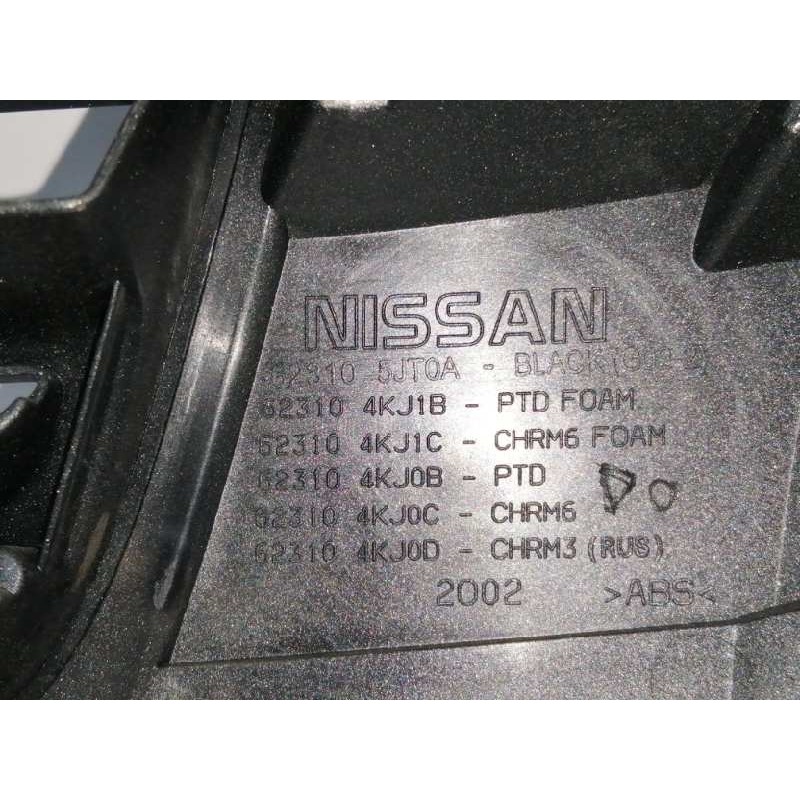 NISSAN
62310 5JT0A - BLACK
62310 4KJ1B - PTD FOAM
62310 4KJ1C - CHRM6 FOAM
62310 4KJ0B - PTD
62310 4KJ0C - CHRM6
62310 4KJ0D - CHRM3 (RUS)
2002 >ABS<